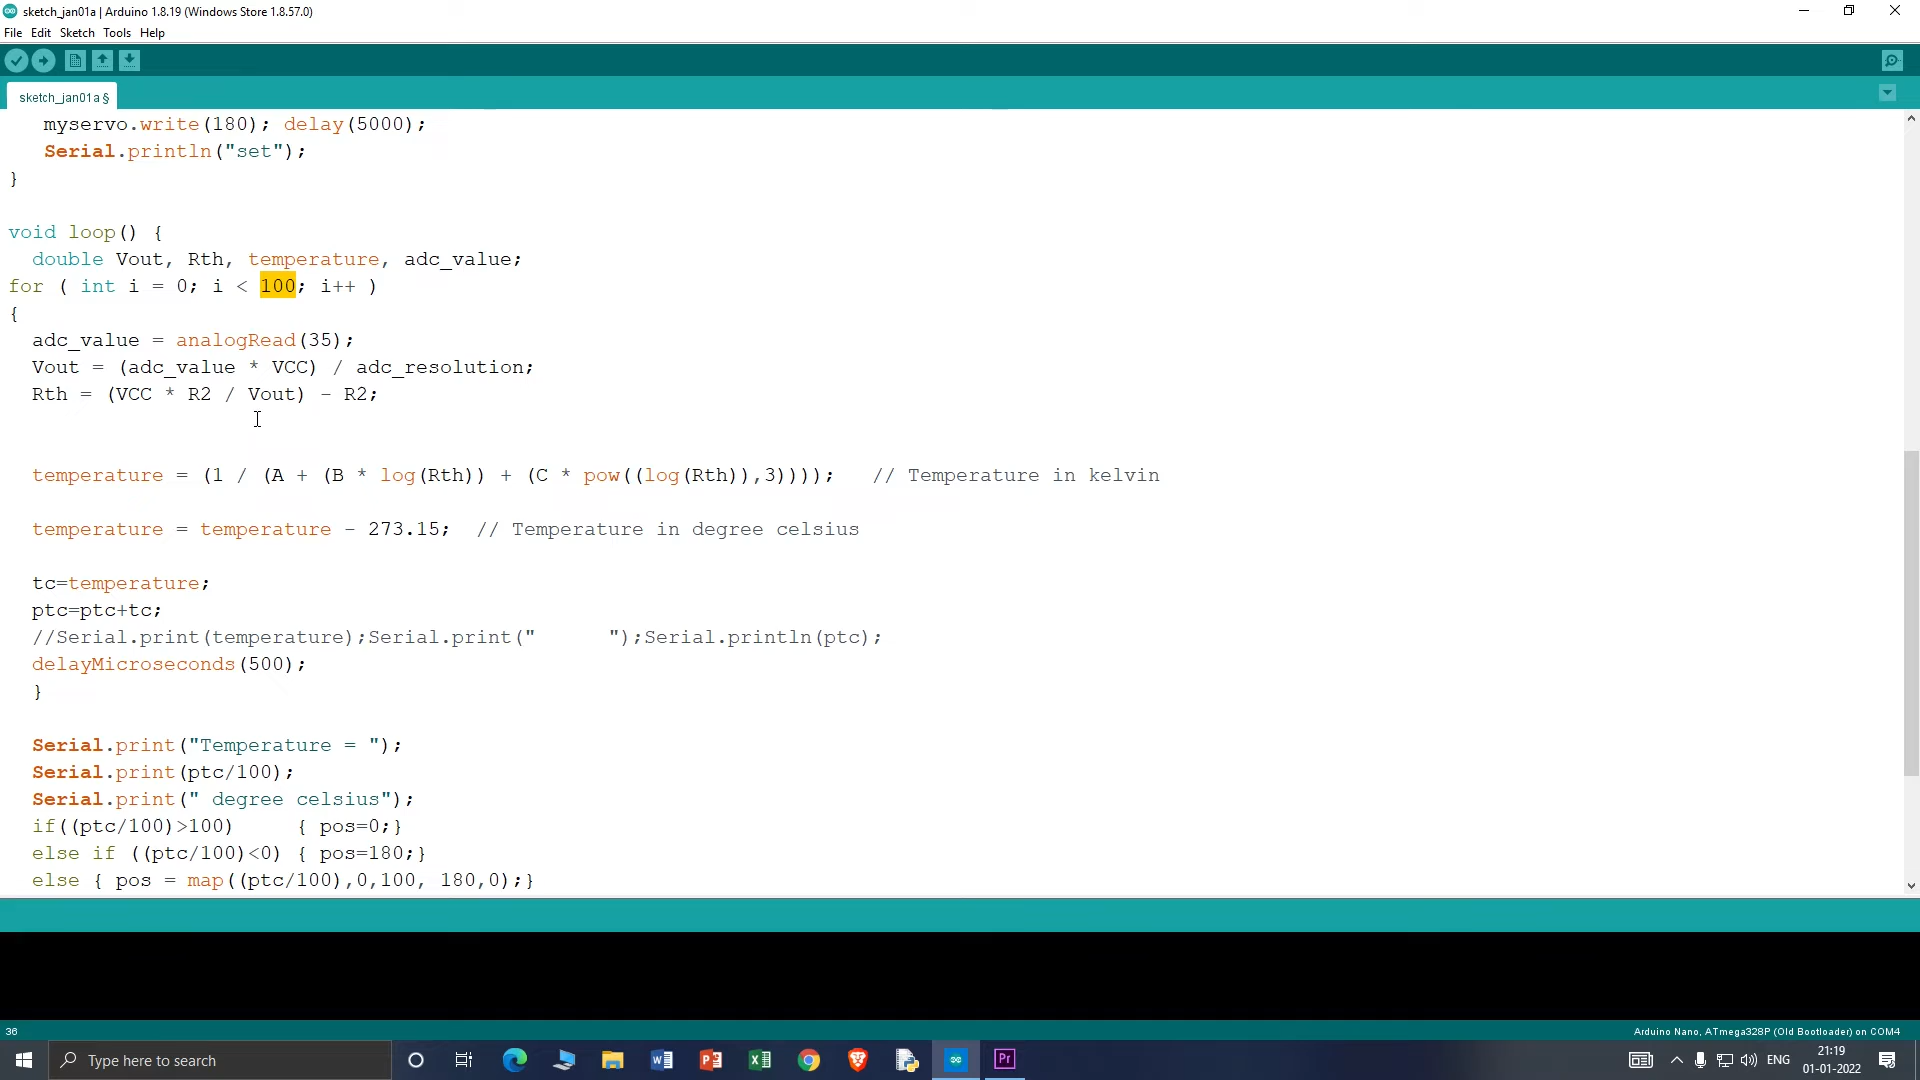 sketch_jan01a | Arduino 1.8.19 (Windows Store 1.8.57.0)
File Edit Sketch Tools Help
sketch_jan01a §
myservo.write(180); delay(5000);
Serial.println("set");
}
void loop() {
double Vout, Rth, temperature, adc_value;
for ( int i = 0; i < 100; i++ )
{
adc_value = analogRead(35);
Vout = (adc_value * VCC) / adc_resolution;
Rth = (VCC * R2 / Vout) - R2;
temperature = (1 / (A + (B * log(Rth)) + (C * pow((log(Rth)),3))));   // Temperature in kelvin
temperature = temperature - 273.15;  // Temperature in degree celsius
tc=temperature;
ptc=ptc+tc;
//Serial.print(temperature);Serial.print("      ");Serial.println(ptc);
delayMicroseconds(500);
}
Serial.print("Temperature = ");
Serial.print(ptc/100);
Serial.print(" degree celsius");
if((ptc/100)>100)     { pos=0;}
else if ((ptc/100)<0) { pos=180;}
else { pos = map((ptc/100),0,100, 180,0);}
36
Arduino Nano, ATmega328P (Old Bootloader) on COM4
Type here to search
Pr
ENG
21:19
01-01-2022